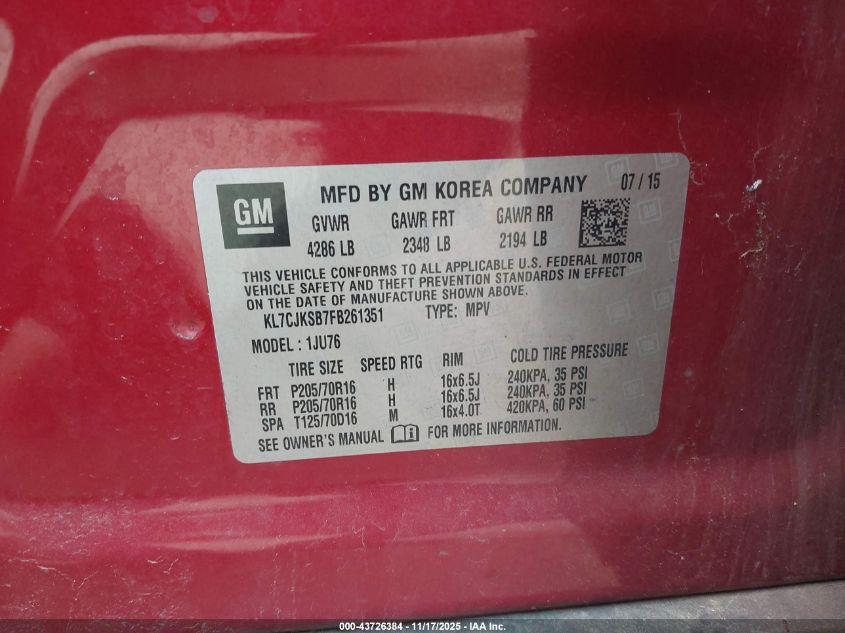 GM
MFD BY GM KOREA COMPANY 07 / 15
GVWR GAWR FRT GAWR RR
4286 LB 2348 LB 2194 LB
THIS VEHICLE CONFORMS TO ALL APPLICABLE U.S. FEDERAL MOTOR
VEHICLE SAFETY AND THEFT PREVENTION STANDARDS IN EFFECT
ON THE DATE OF MANUFACTURE SHOWN ABOVE.
KL7CJKSB7FB261351 TYPE: MPV
MODEL : 1JU76
TIRE SIZE SPEED RTG RIM COLD TIRE PRESSURE
FRT P205/70R16 H 16x6.5J 240KPA, 35 PSI
RR P205/70R16 H 16x6.5J 240KPA, 35 PSI
SPA T125/70D16 M 16x4.0T 420KPA, 60 PSI
SEE OWNER'S MANUAL FOR MORE INFORMATION.
000-43726384 - 11/17/2025 - IAA Inc.